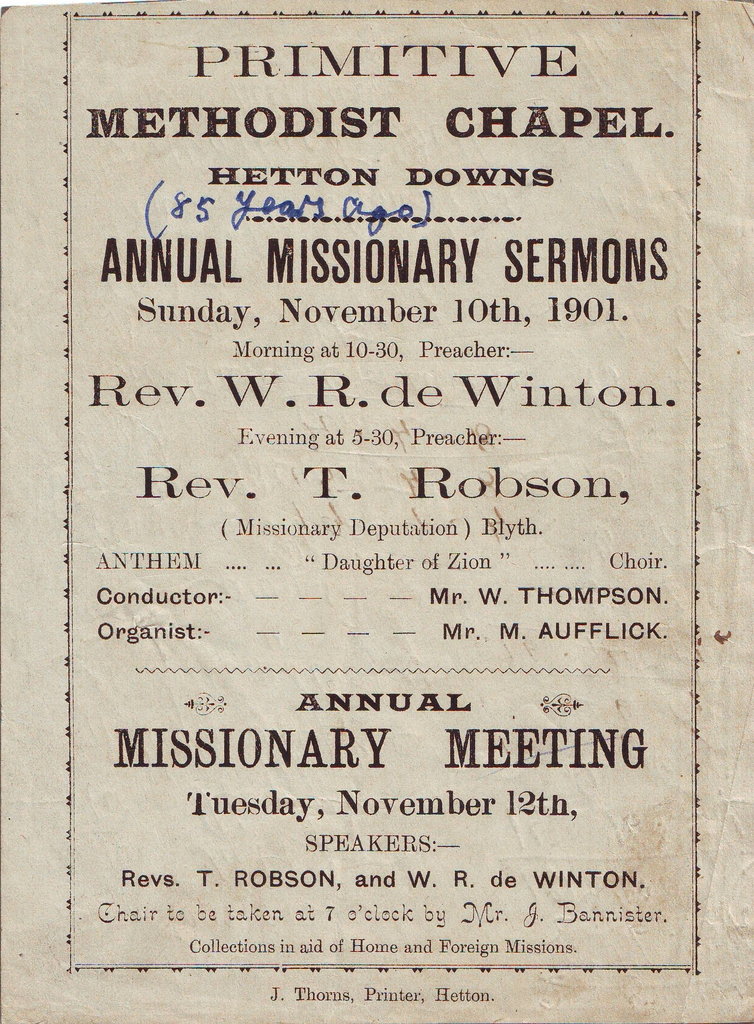 PRIMITIVE
METHODIST CHAPEL.
HETTON DOWNS
(85 years ago)
ANNUAL MISSIONARY SERMONS
Sunday, November 10th, 1901.
Morning at 10-30, Preacher:—
Rev. W. R. de Winton.
Evening at 5-30, Preacher:—
Rev. T. Robson,
( Missionary Deputation ) Blyth.
ANTHEM .... ... " Daughter of Zion " .... .... Choir.
Conductor:- — — — — Mr. W. THOMPSON.
Organist:- — — — — Mr. M. AUFFLICK.
ANNUAL
MISSIONARY MEETING
Tuesday, November 12th,
SPEAKERS:—
Revs. T. ROBSON, and W. R. de WINTON.
Chair to be taken at 7 o'clock by Mr. J. Bannister.
Collections in aid of Home and Foreign Missions.
J. Thorns, Printer, Hetton.